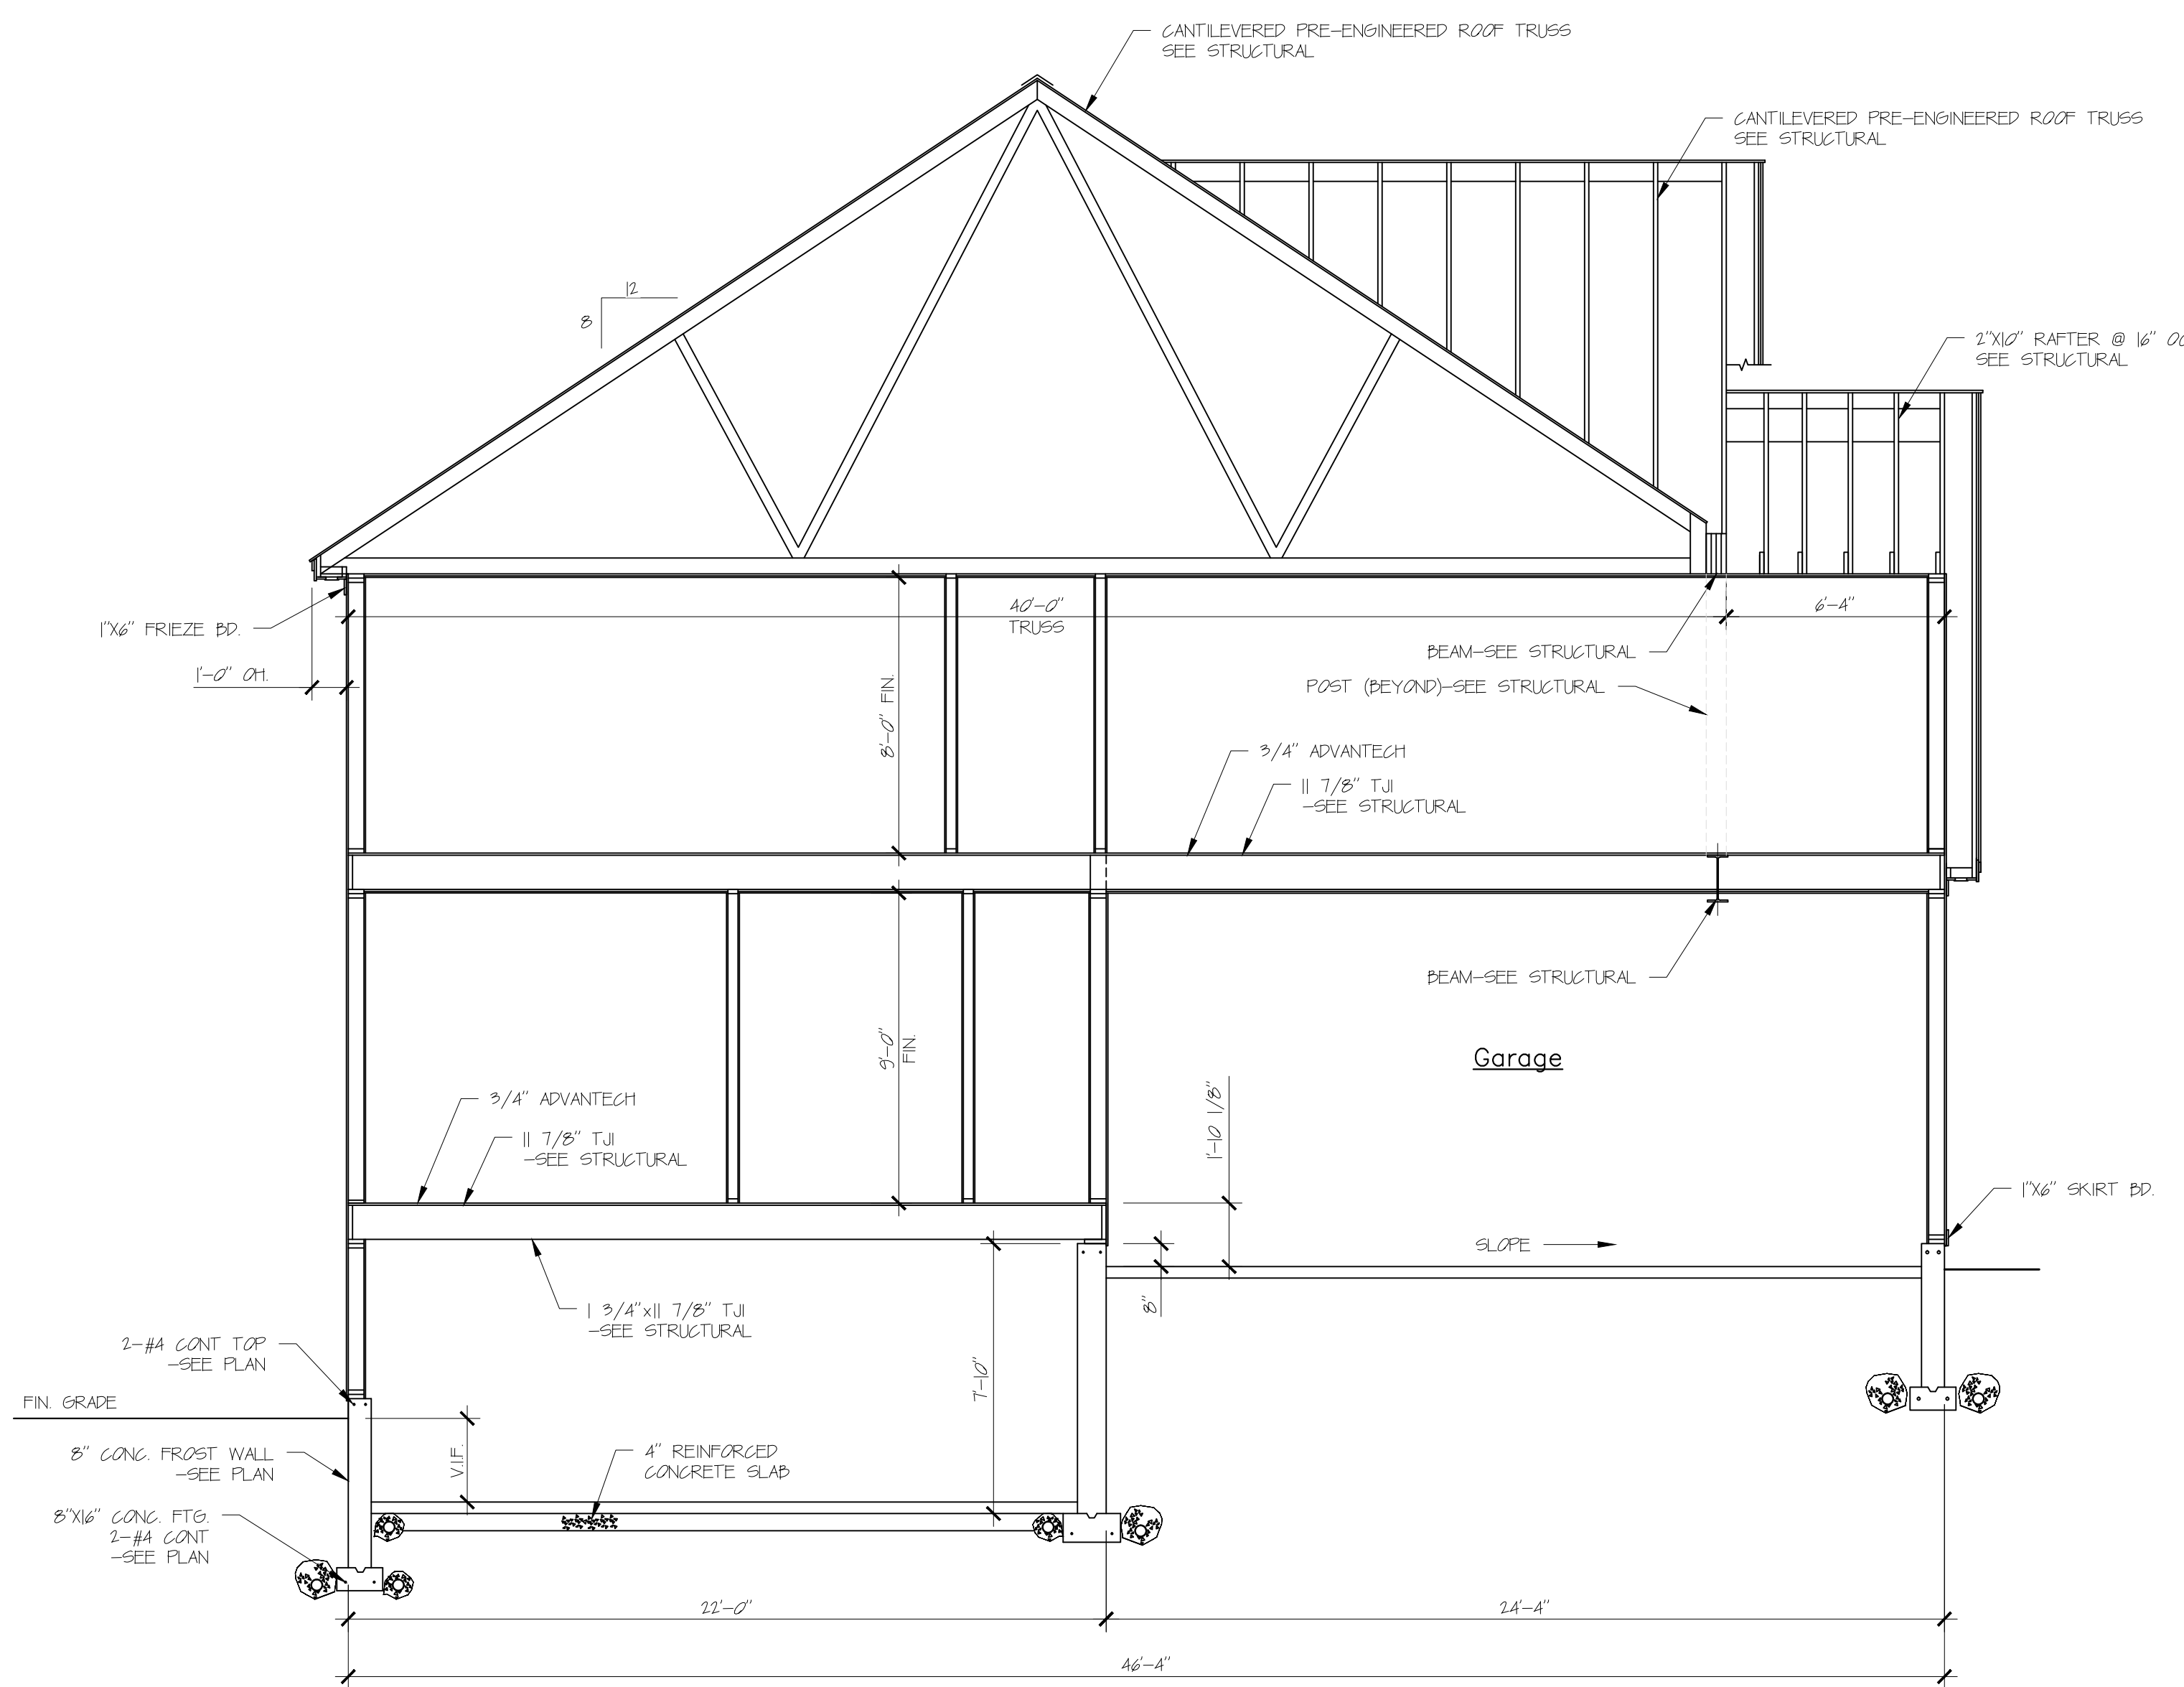 CANTILEVERED PRE-ENGINEERED ROOF TRUSS
SEE STRUCTURAL
CANTILEVERED PRE-ENGINEERED ROOF TRUSS
SEE STRUCTURAL
12
8
2"X10" RAFTER @ 16" OC
SEE STRUCTURAL
40'-0"
TRUSS
6'-4"
1"X6" FRIEZE BD.
1'-0" OH.
8'-0" FIN.
BEAM-SEE STRUCTURAL
POST (BEYOND)-SEE STRUCTURAL
3/4" ADVANTECH
11 7/8" TJI
-SEE STRUCTURAL
BEAM-SEE STRUCTURAL
9'-0"
FIN.
Garage
3/4" ADVANTECH
11 7/8" TJI
-SEE STRUCTURAL
1'-10 1/8"
1"X6" SKIRT BD.
SLOPE
8"
1 3/4"x11 7/8" TJI
-SEE STRUCTURAL
2-#4 CONT TOP
-SEE PLAN
7'-10"
FIN. GRADE
8" CONC. FROST WALL
-SEE PLAN
V.I.F.
4" REINFORCED
CONCRETE SLAB
8"X16" CONC. FTG.
2-#4 CONT
-SEE PLAN
22'-0"
24'-4"
46'-4"